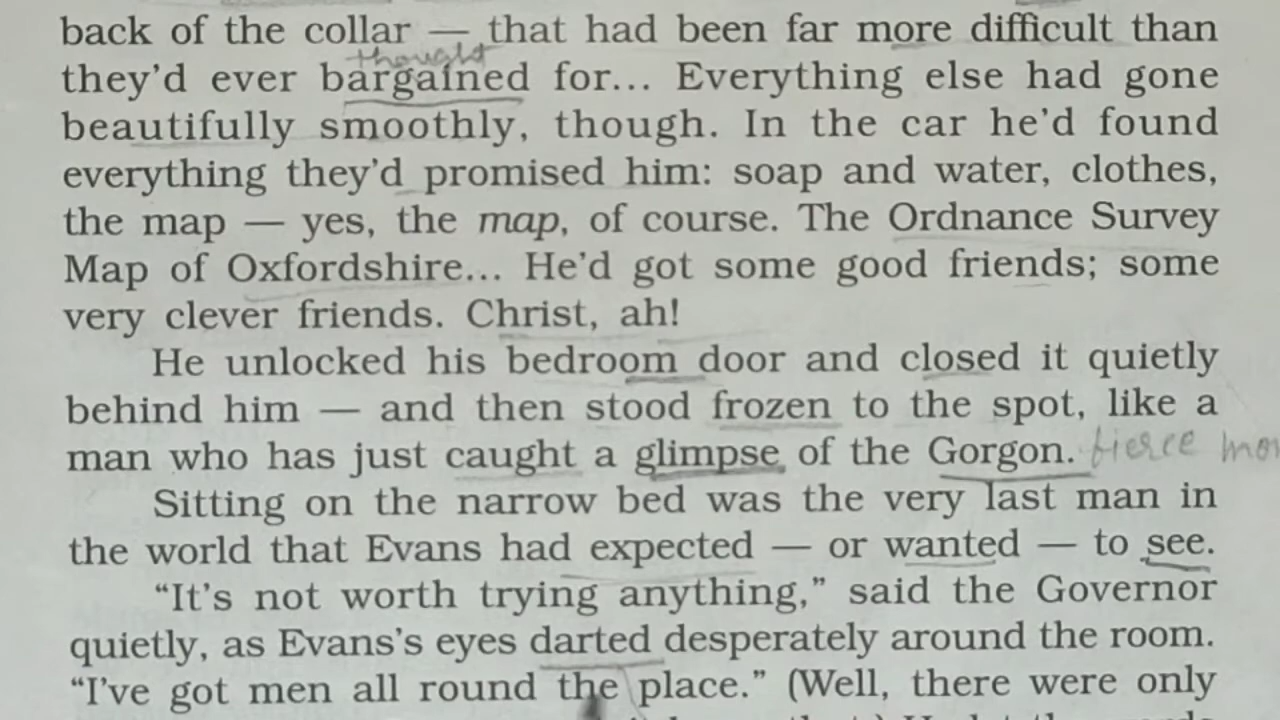 back of the collar — that had been far more difficult than
thought
they'd ever bargained for... Everything else had gone
beautifully smoothly, though. In the car he'd found
everything they'd promised him: soap and water, clothes,
the map — yes, the map, of course. The Ordnance Survey
Map of Oxfordshire... He'd got some good friends; some
very clever friends. Christ, ah!
He unlocked his bedroom door and closed it quietly
behind him — and then stood frozen to the spot, like a
man who has just caught a glimpse of the Gorgon. fierce
Sitting on the narrow bed was the very last man in
the world that Evans had expected — or wanted — to see.
“It's not worth trying anything,” said the Governor
quietly, as Evans's eyes darted desperately around the room.
“I've got men all round the place.” (Well, there were only